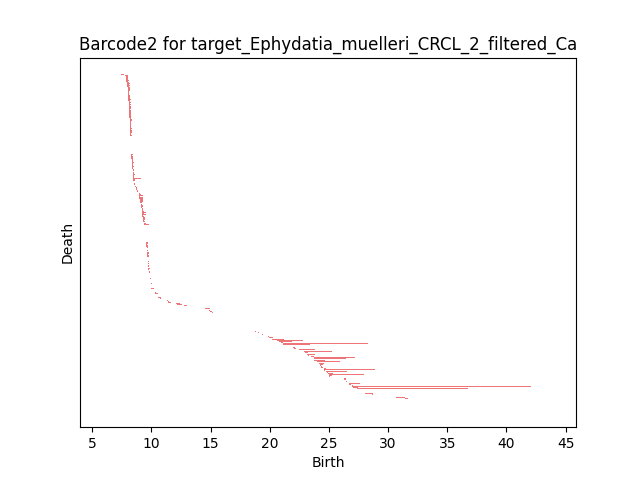 Barcode2 for target_Ephydatia_muelleri_CRCL_2_filtered_Ca
Death
5 10 15 20 25 30 35 40 45
Birth